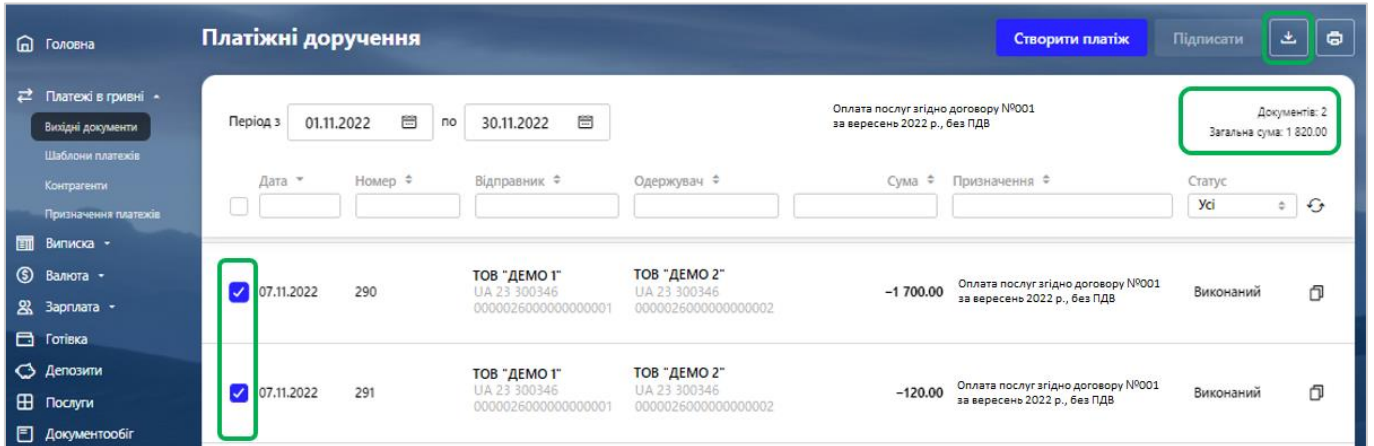 Головна
Платіжні доручення
Створити платіж
Підписати
Платежі в гривні
Вихідні документи
Шаблони платежів
Контрагенти
Призначення платежів
Виписка
Валюта
Зарплата
Готівка
Депозити
Послуги
Документообіг
Період з 01.11.2022 по 30.11.2022
Оплата послуг згідно договору №001
за вересень 2022 р., без ПДВ
Документів: 2
Загальна сума: 1 820.00
Дата Номер Відправник Одержувач Сума Призначення Статус
Усі
07.11.2022 290 ТОВ "ДЕМО 1" ТОВ "ДЕМО 2" –1 700.00 Оплата послуг згідно договору №001 Виконаний
UA 23 300346 UA 23 300346 за вересень 2022 р., без ПДВ
0000026000000000001 0000026000000000002
07.11.2022 291 ТОВ "ДЕМО 1" ТОВ "ДЕМО 2" –120.00 Оплата послуг згідно договору №001 Виконаний
UA 23 300346 UA 23 300346 за вересень 2022 р., без ПДВ
0000026000000000001 0000026000000000002